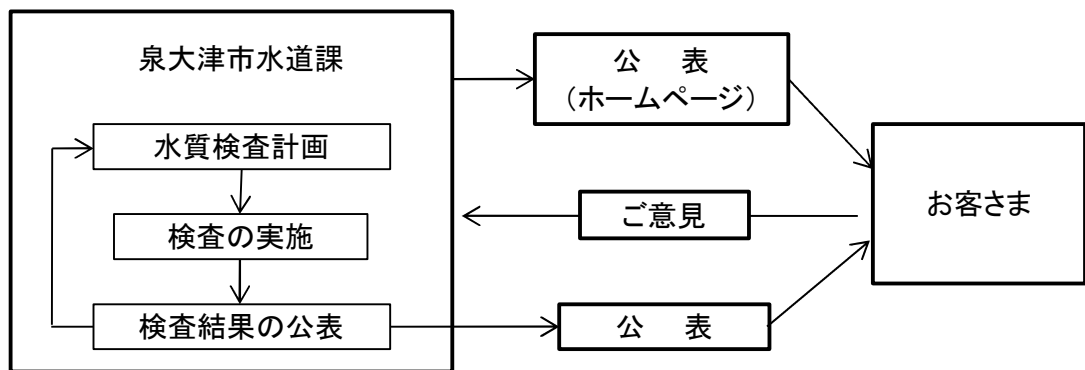 泉大津市水道課
水質検査計画
検査の実施
検査結果の公表
公 表
（ホームページ）
ご意見
公 表
お客さま